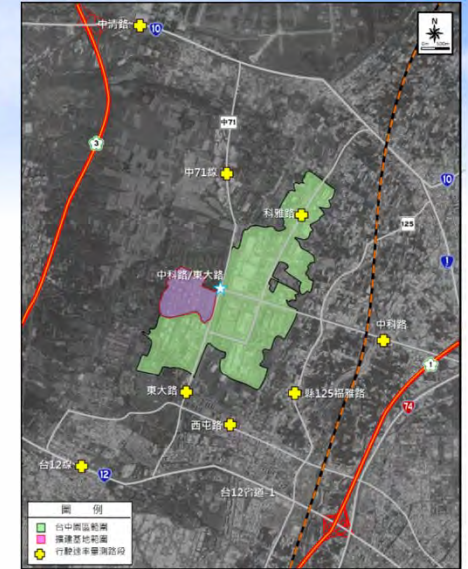 中清路
10
N
3
中71
中71線
科雅路
10
125
1
中科路/東大路
中科路
1
東大路
縣125福雅路
74
西屯路
台12線
12
台12省道-1
圖 例
台中園區範圍
擴建基地範圍
行駛速率量測路段